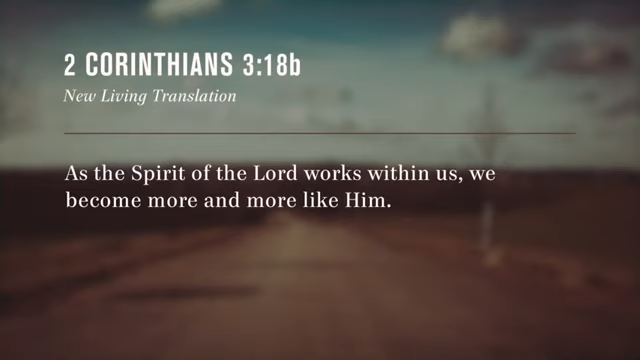 2 CORINTHIANS 3:18b
New Living Translation
As the Spirit of the Lord works within us, we
become more and more like Him.